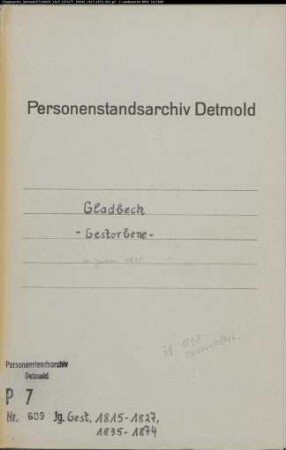 Personenstandsarchiv Detmold
Gladbeck
- Gestorbene -
Personenstandsarchiv
Detmold
P 7
Nr. 609 Jg. Gest. 1815-1827,
1835-1874